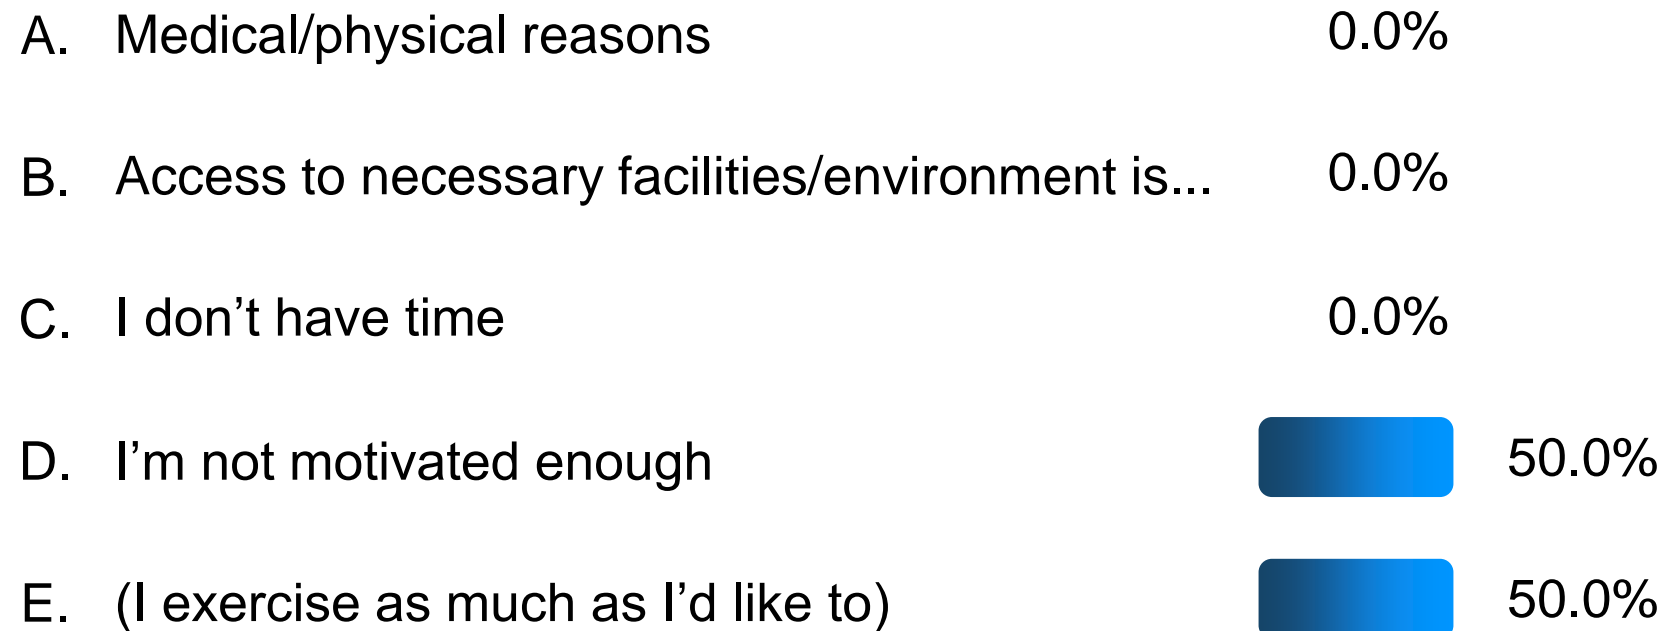 A. Medical/physical reasons 0.0%
B. Access to necessary facilities/environment is... 0.0%
C. I don’t have time 0.0%
D. I’m not motivated enough 50.0%
E. (I exercise as much as I’d like to) 50.0%